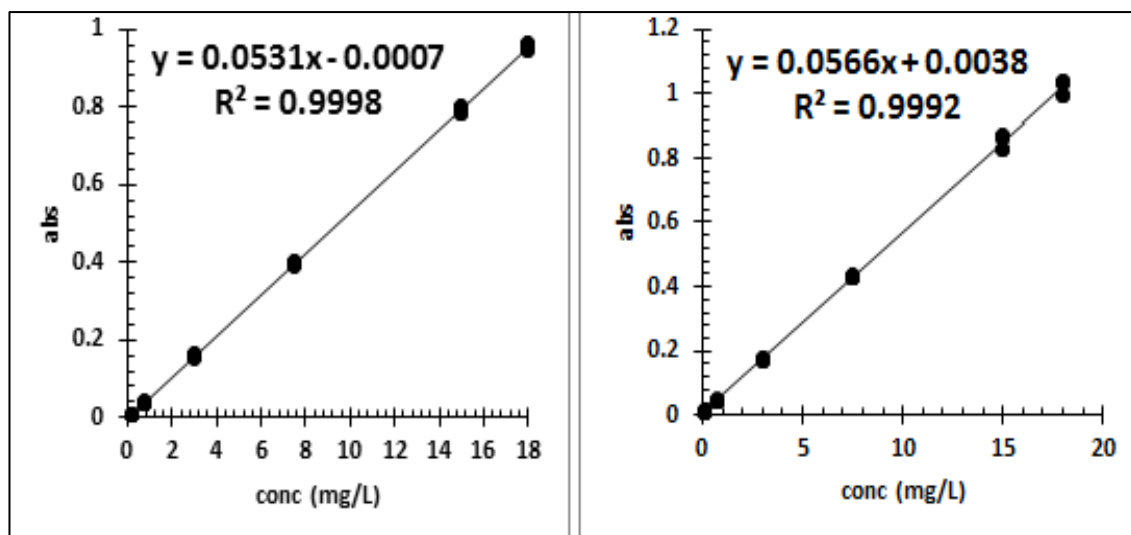 y = 0.0531x - 0.0007
R² = 0.9998
1
0.8
0.6
0.4
0.2
0
abs
0 2 4 6 8 10 12 14 16 18
conc (mg/L)
y = 0.0566x + 0.0038
R² = 0.9992
1.2
1
0.8
0.6
0.4
0.2
0
abs
0 5 10 15 20
conc (mg/L)